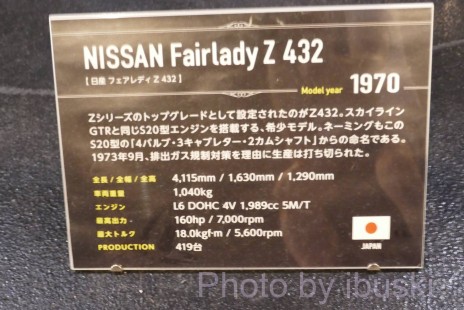 NISSAN Fairlady Z 432
[ 日産 フェアレディ Z 432 ]
Model year 1970
Zシリーズのトップグレードとして設定されたのがZ432。スカイライン
GTRと同じS20型エンジンを搭載する、希少モデル。ネーミングもこの
S20型の「4バルブ・3キャブレター・2カムシャフト」からの命名である。
1973年9月、排出ガス規制対策を理由に生産は打ち切られた。
全長 / 全幅 / 全高 4,115mm / 1,630mm / 1,290mm
車両重量 1,040kg
エンジン L6 DOHC 4V 1,989cc 5M/T
最高出力 160hp / 7,000rpm
最大トルク 18.0kgf·m / 5,600rpm
PRODUCTION 419台
JAPAN
Photo by ibuski